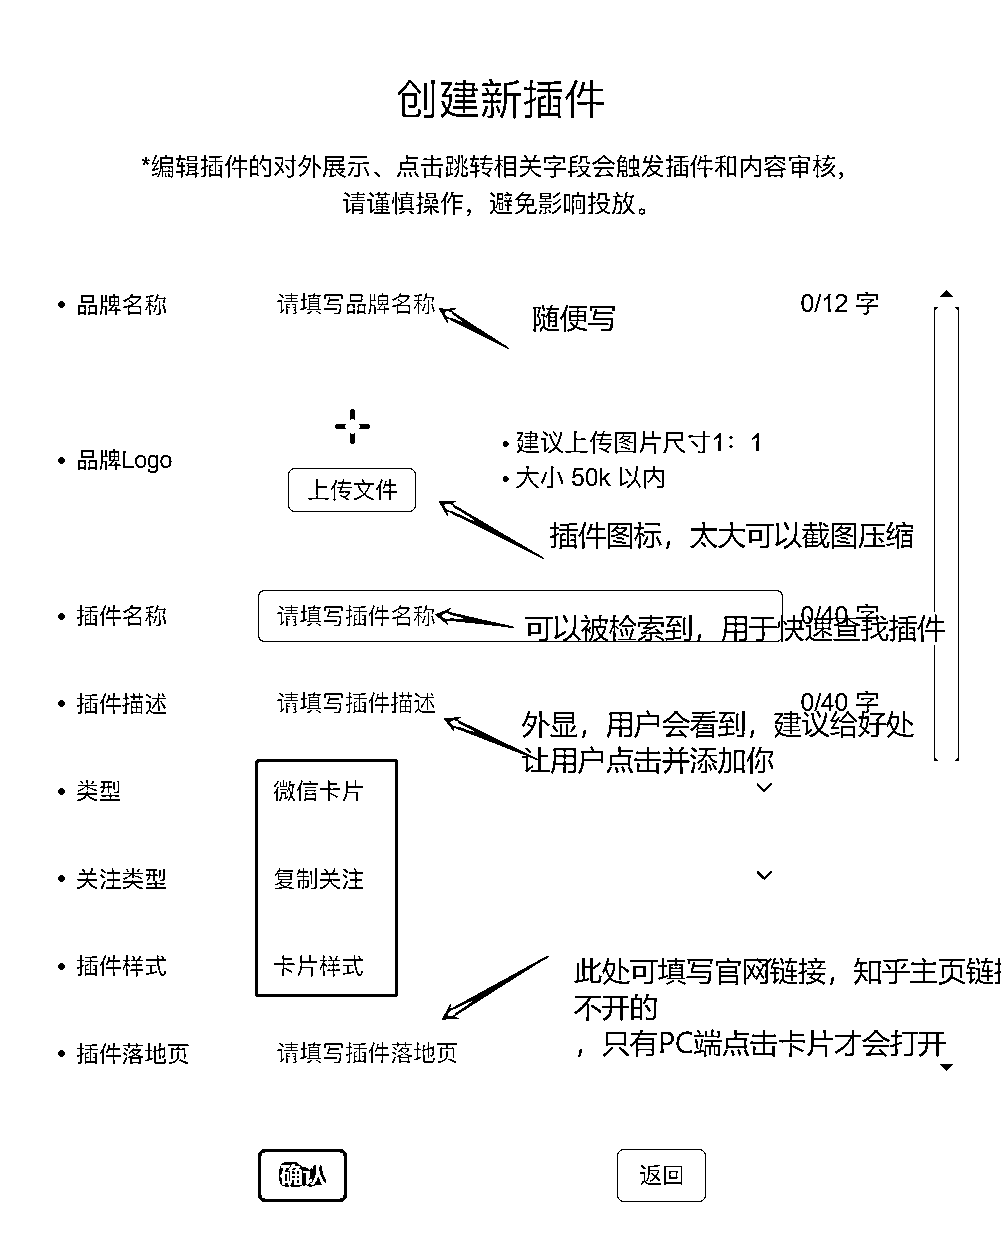 创建新插件
*编辑插件的对外展示、点击跳转相关字段会触发插件和内容审核，
请谨慎操作，避免影响投放。
• 品牌名称 请填写品牌名称 随便写 0/12 字
• 品牌Logo 上传文件
• 建议上传图片尺寸1：1
• 大小 50k 以内
插件图标，太大可以截图压缩
• 插件名称 请填写插件名称 0/40 字
可以被检索到，用于快速查找插件
• 插件描述 请填写插件描述 0/40 字
外显，用户会看到，建议给好处
让用户点击并添加你
• 类型 微信卡片
• 关注类型 复制关注
• 插件样式 卡片样式
此处可填写官网链接，知乎主页链
不开的
，只有PC端点击卡片才会打开
• 插件落地页 请填写插件落地页
确认 返回